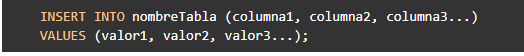 INSERT INTO nombreTabla (columna1, columna2, columna3...)
VALUES (valor1, valor2, valor3...);